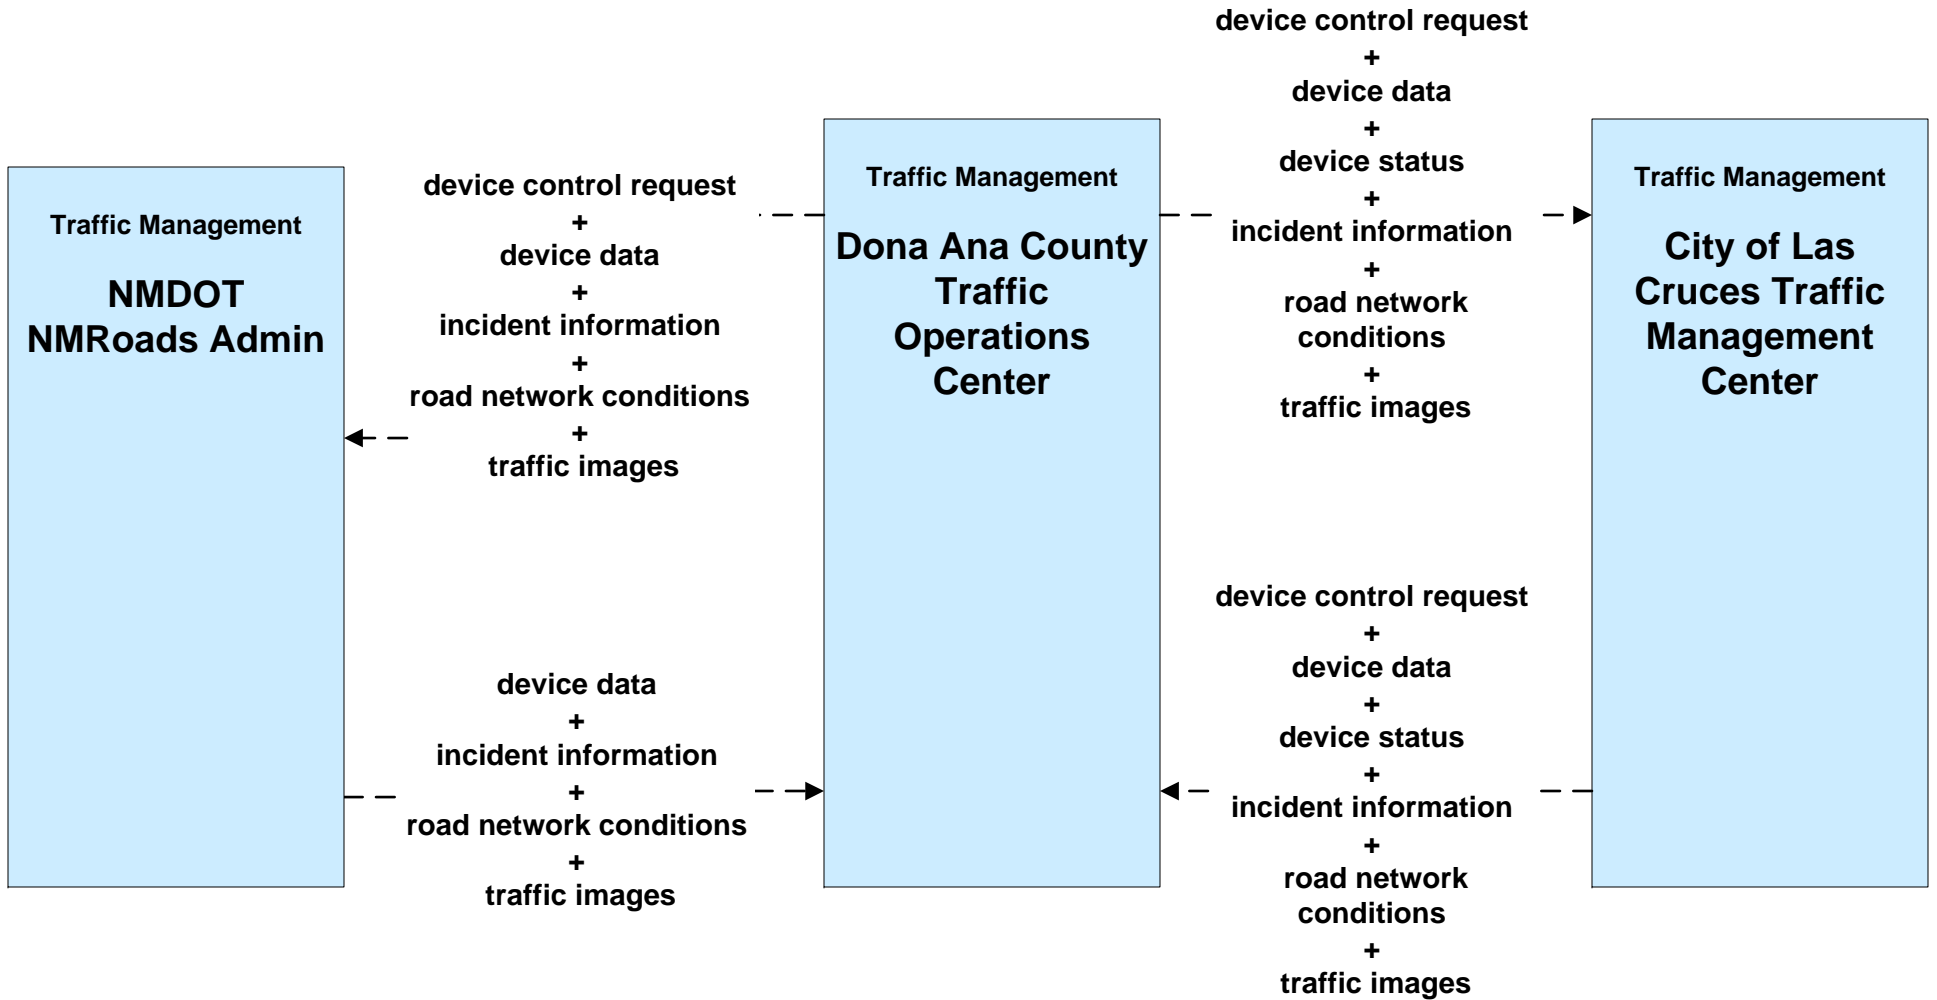 Traffic Management
NMDOT
NMRoads Admin
device control request
+
device data
+
incident information
+
road network conditions
+
traffic images
device data
+
incident information
+
road network conditions
+
traffic images
Traffic Management
Dona Ana County
Traffic
Operations
Center
device control request
+
device data
+
device status
+
incident information
+
road network
conditions
+
traffic images
device control request
+
device data
+
device status
+
incident information
+
road network
conditions
+
traffic images
Traffic Management
City of Las
Cruces Traffic
Management
Center